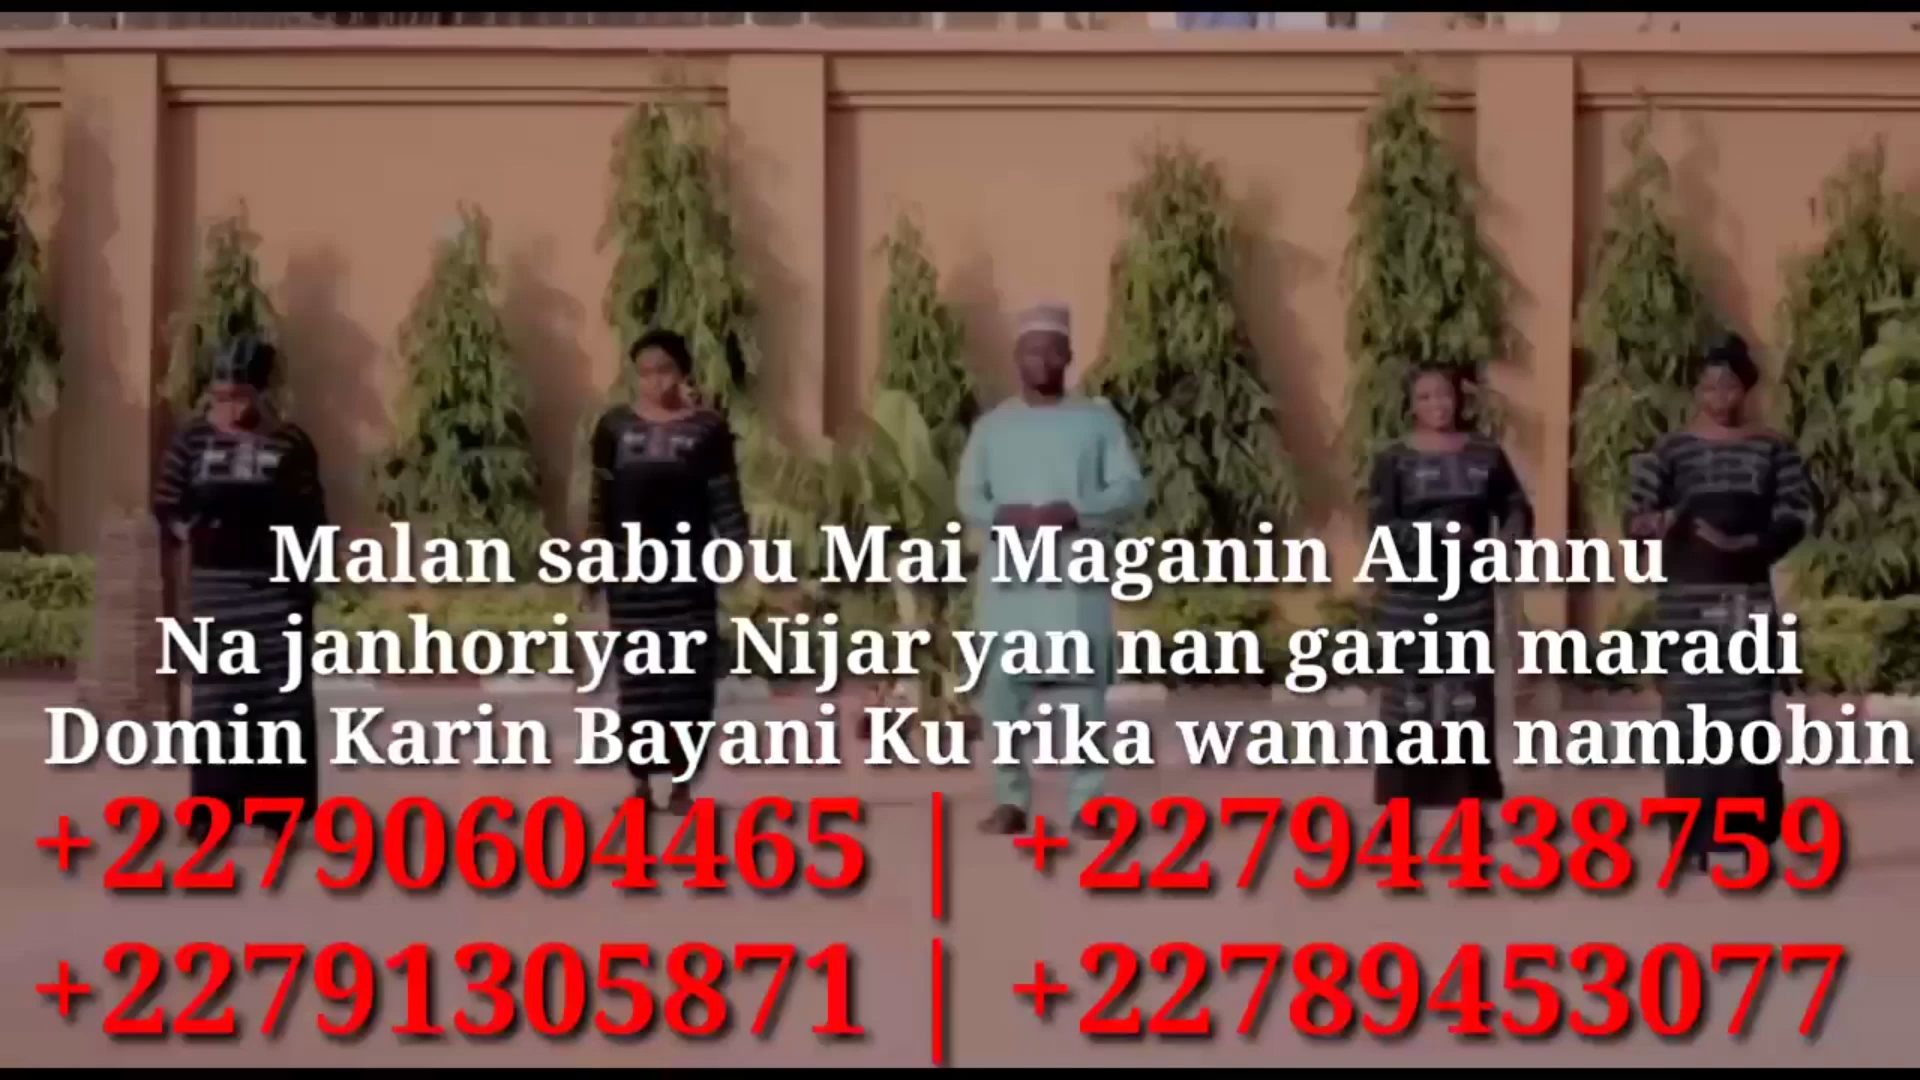 Malan sabiou Mai Maganin Aljannu
Na janhoriyar Nijar yan nan garin maradi
Domin Karin Bayani Ku rika wannan nambobin
+22790604465 | +22794438759
+22791305871 | +22789453077